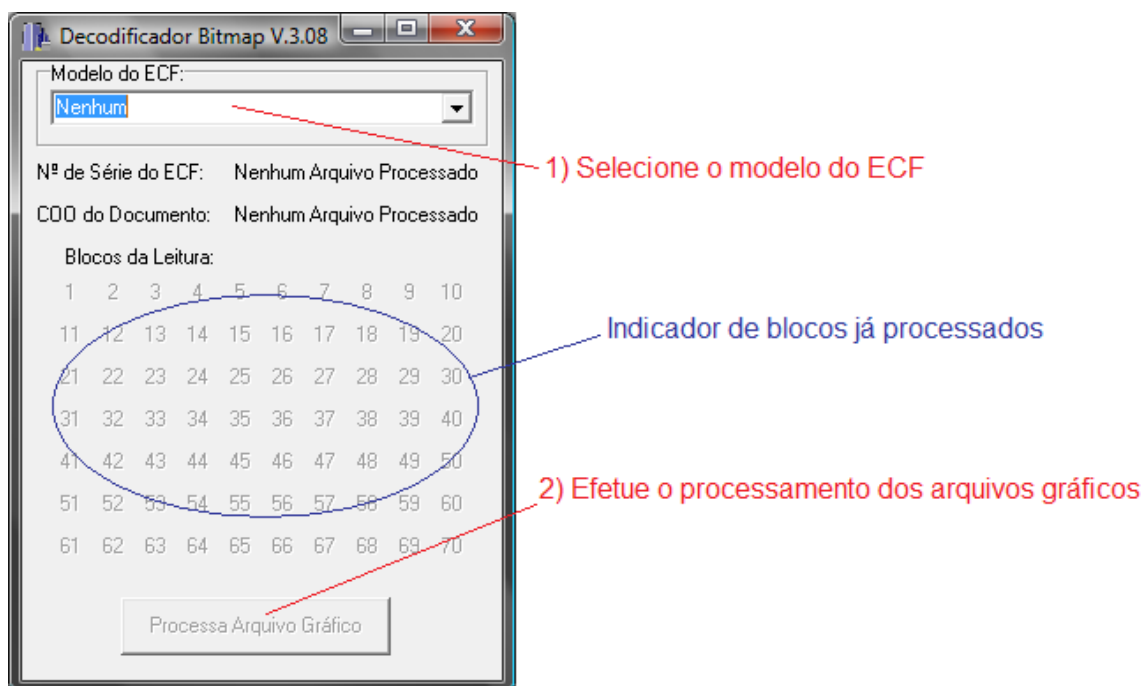 Decodificador Bitmap V.3.08
Modelo do ECF:
Nenhum
1) Selecione o modelo do ECF
Nº de Série do ECF: Nenhum Arquivo Processado
COO do Documento: Nenhum Arquivo Processado
Blocos da Leitura:
1 2 3 4 5 6 7 8 9 10
11 12 13 14 15 16 17 18 19 20
Indicador de blocos já processados
21 22 23 24 25 26 27 28 29 30
31 32 33 34 35 36 37 38 39 40
41 42 43 44 45 46 47 48 49 50
2) Efetue o processamento dos arquivos gráficos
51 52 53 54 55 56 57 58 59 60
61 62 63 64 65 66 67 68 69 70
Processa Arquivo Gráfico